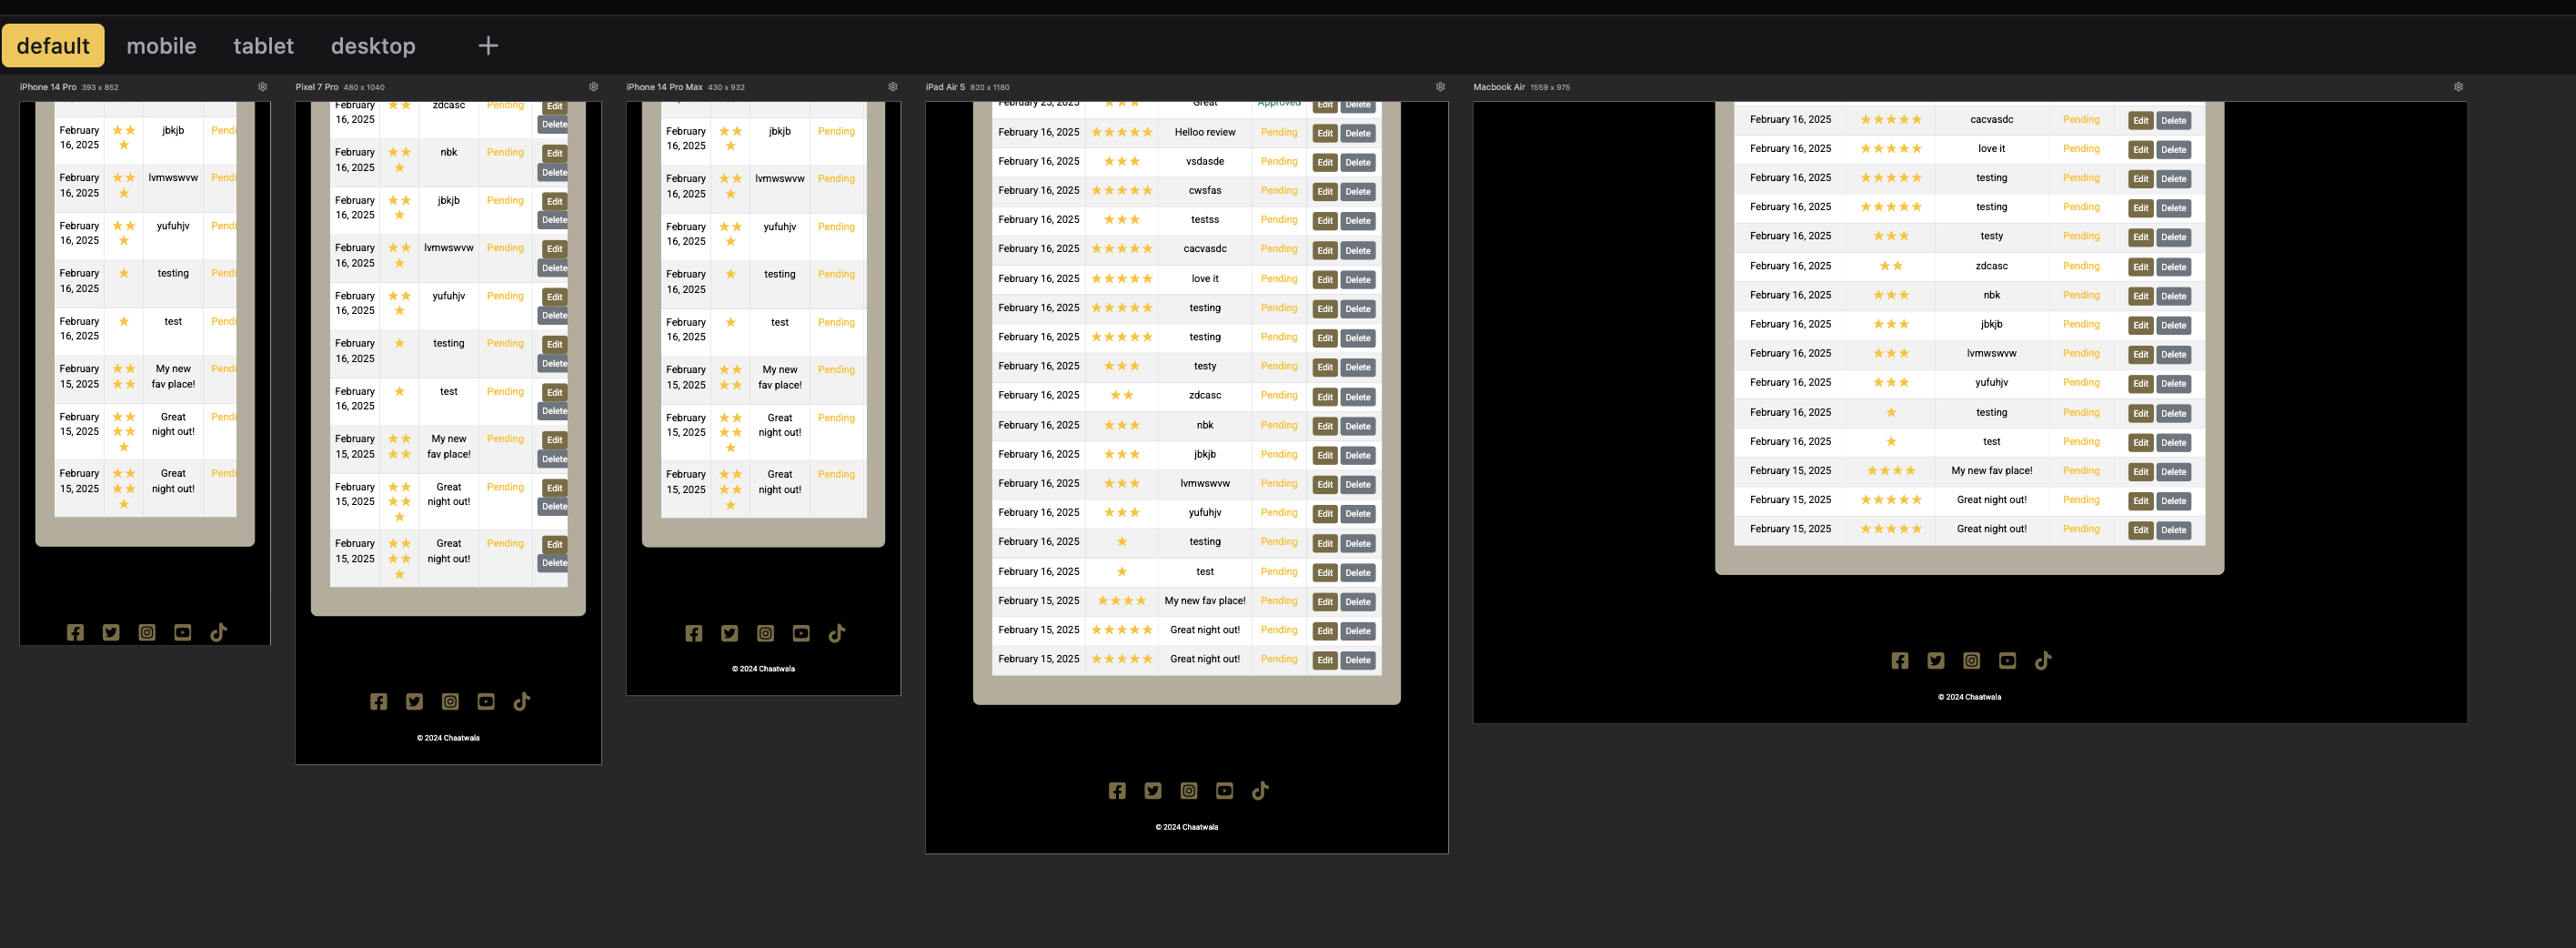 default mobile tablet desktop
iPhone 14 Pro 393 x 852
February 16, 2025 jbkjb Pendi
February 16, 2025 lvmwswvw Pendi
February 16, 2025 yufuhjv Pendi
February 16, 2025 testing Pendi
February 16, 2025 test Pendi
February 15, 2025 My new fav place! Pendi
February 15, 2025 Great night out! Pendi
February 15, 2025 Great night out! Pendi
Pixel 7 Pro 480 x 1040
February 16, 2025 zdcasc Pending Edit Delete
February 16, 2025 nbk Pending Edit Delete
February 16, 2025 jbkjb Pending Edit Delete
February 16, 2025 lvmwswvw Pending Edit Delete
February 16, 2025 yufuhjv Pending Edit Delete
February 16, 2025 testing Pending Edit Delete
February 16, 2025 test Pending Edit Delete
February 15, 2025 My new fav place! Pending Edit Delete
February 15, 2025 Great night out! Pending Edit Delete
February 15, 2025 Great night out! Pending Edit Delete
© 2024 Chaatwala
iPhone 14 Pro Max 430 x 932
February 16, 2025 jbkjb Pending
February 16, 2025 lvmwswvw Pending
February 16, 2025 yufuhjv Pending
February 16, 2025 testing Pending
February 16, 2025 test Pending
February 15, 2025 My new fav place! Pending
February 15, 2025 Great night out! Pending
February 15, 2025 Great night out! Pending
© 2024 Chaatwala
iPad Air 5 820 x 1180
February 23, 2025 Great Approved Edit Delete
February 16, 2025 Helloo review Pending Edit Delete
February 16, 2025 vsdasde Pending Edit Delete
February 16, 2025 cwsfas Pending Edit Delete
February 16, 2025 testss Pending Edit Delete
February 16, 2025 cacvasdc Pending Edit Delete
February 16, 2025 love it Pending Edit Delete
February 16, 2025 testing Pending Edit Delete
February 16, 2025 testing Pending Edit Delete
February 16, 2025 testy Pending Edit Delete
February 16, 2025 zdcasc Pending Edit Delete
February 16, 2025 nbk Pending Edit Delete
February 16, 2025 jbkjb Pending Edit Delete
February 16, 2025 lvmwswvw Pending Edit Delete
February 16, 2025 yufuhjv Pending Edit Delete
February 16, 2025 testing Pending Edit Delete
February 16, 2025 test Pending Edit Delete
February 15, 2025 My new fav place! Pending Edit Delete
February 15, 2025 Great night out! Pending Edit Delete
February 15, 2025 Great night out! Pending Edit Delete
© 2024 Chaatwala
Macbook Air 1559 x 975
February 16, 2025 cacvasdc Pending Edit Delete
February 16, 2025 love it Pending Edit Delete
February 16, 2025 testing Pending Edit Delete
February 16, 2025 testing Pending Edit Delete
February 16, 2025 testy Pending Edit Delete
February 16, 2025 zdcasc Pending Edit Delete
February 16, 2025 nbk Pending Edit Delete
February 16, 2025 jbkjb Pending Edit Delete
February 16, 2025 lvmwswvw Pending Edit Delete
February 16, 2025 yufuhjv Pending Edit Delete
February 16, 2025 testing Pending Edit Delete
February 16, 2025 test Pending Edit Delete
February 15, 2025 My new fav place! Pending Edit Delete
February 15, 2025 Great night out! Pending Edit Delete
February 15, 2025 Great night out! Pending Edit Delete
© 2024 Chaatwala